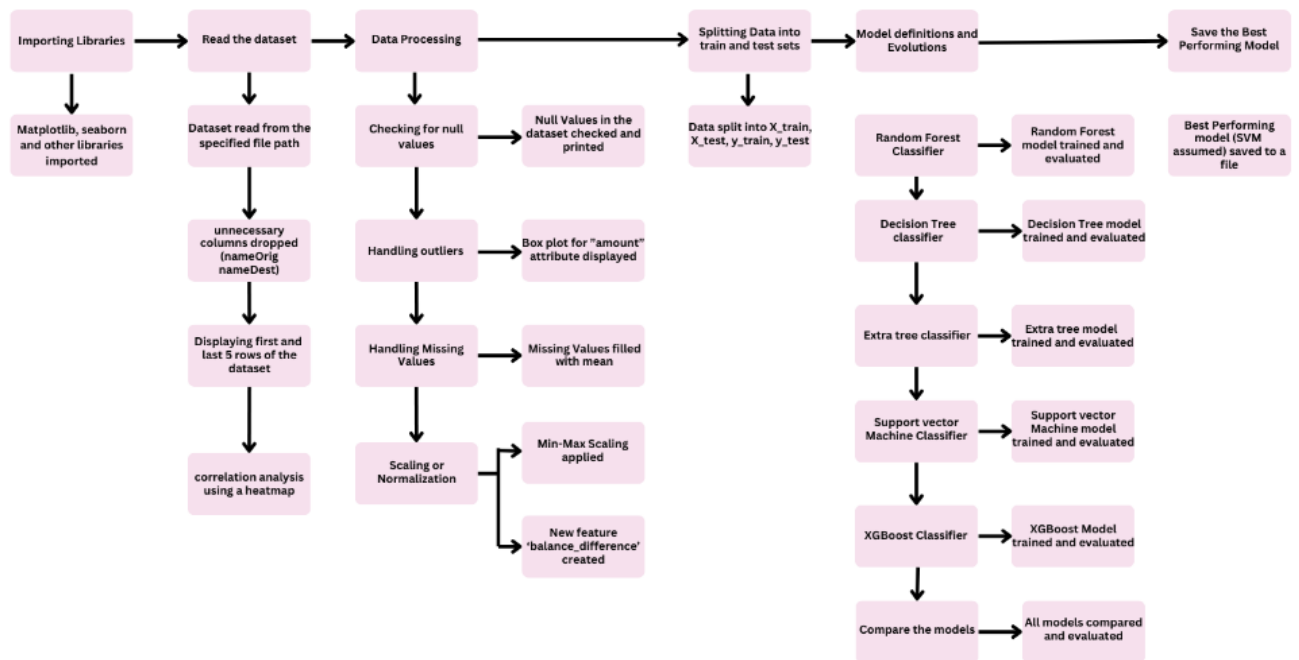 Importing Libraries
Read the dataset
Data Processing
Splitting Data into
train and test sets
Model definitions and
Evolutions
Save the Best
Performing Model
Matplotlib, seaborn
and other libraries
imported
Dataset read from the
specified file path
unnecessary
columns dropped
(nameOrig
nameDest)
Displaying first and
last 5 rows of the
dataset
correlation analysis
using a heatmap
Checking for null
values
Null Values in the
dataset checked and
printed
Handling outliers
Box plot for "amount"
attribute displayed
Handling Missing
Values
Missing Values filled
with mean
Scaling or
Normalization
Min-Max Scaling
applied
New feature
‘balance_difference’
created
Data split into X_train,
X_test, y_train, y_test
Random Forest
Classifier
Random Forest
model trained and
evaluated
Decision Tree
classifier
Decision Tree model
trained and evaluated
Extra tree classifier
Extra tree model
trained and evaluated
Support vector
Machine Classifier
Support vector
Machine model
trained and evaluated
XGBoost Classifier
XGBoost Model
trained and evaluated
Compare the models
All models compared
and evaluated
Best Performing
model (SVM
assumed) saved to a
file